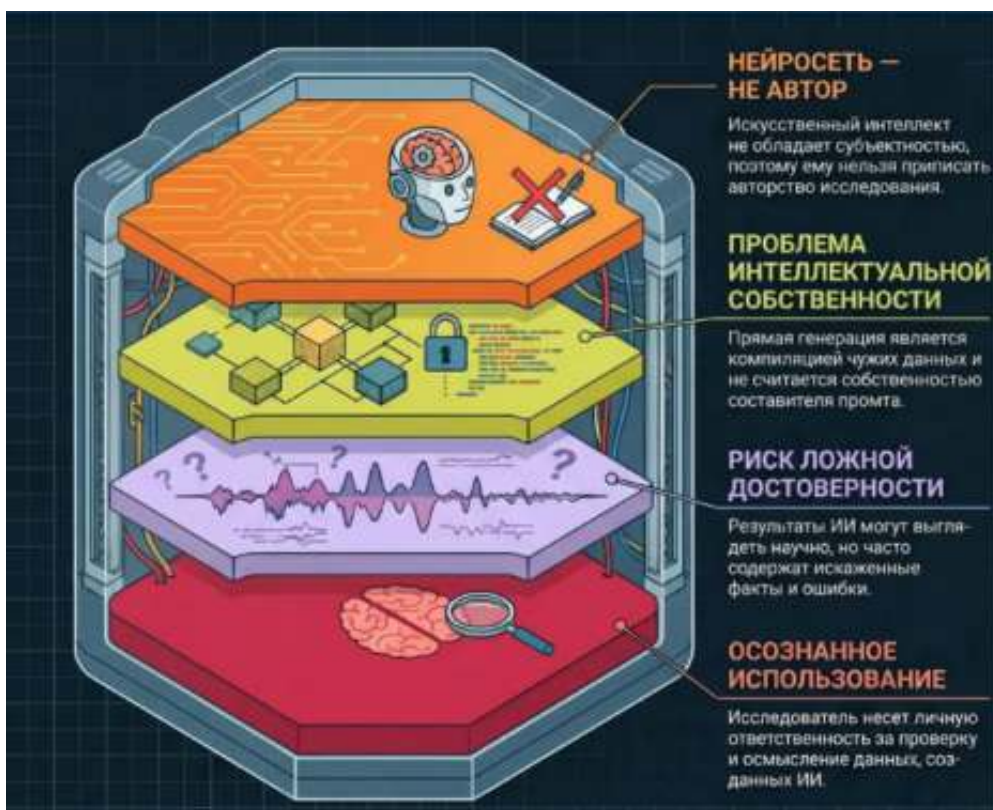 НЕЙРОСЕТЬ —
НЕ АВТОР
Искусственный интеллект
не обладает субъектностью,
поэтому ему нельзя приписать
авторство исследования.
ПРОБЛЕМА
ИНТЕЛЛЕКТУАЛЬНОЙ
СОБСТВЕННОСТИ
Прямая генерация является
компиляцией чужих данных и
не считается собственностью
составителя промта.
РИСК ЛОЖНОЙ
ДОСТОВЕРНОСТИ
Результаты ИИ могут выгля-
деть научно, но часто
содержат искаженные
факты и ошибки.
ОСОЗНАННОЕ
ИСПОЛЬЗОВАНИЕ
Исследователь несет личную
ответственность за проверку
и осмысление данных, соз-
данных ИИ.